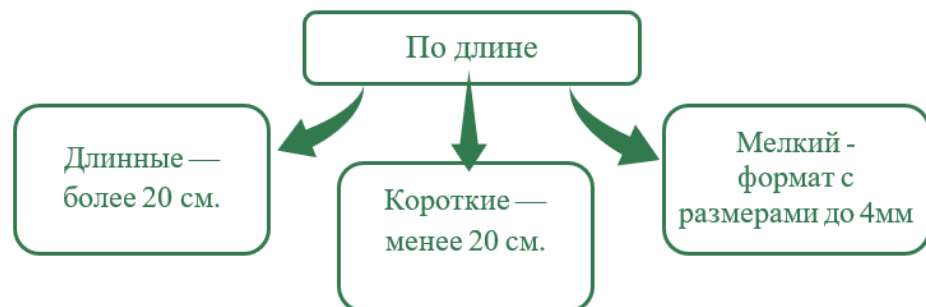 По длине
Длинные —
более 20 см.
Короткие —
менее 20 см.
Мелкий -
формат с
размерами до 4мм